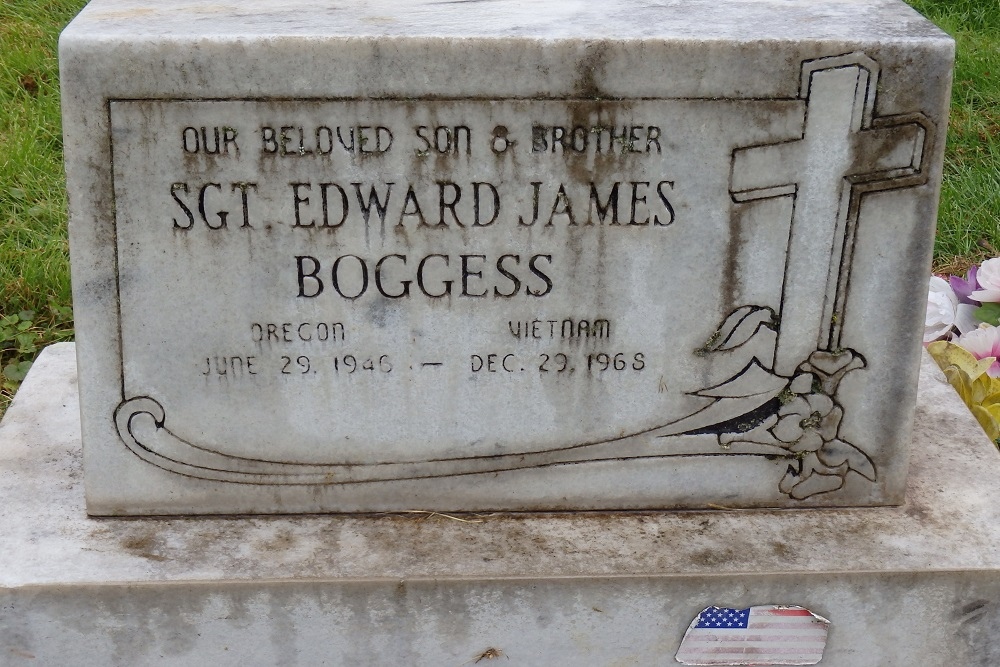 OUR BELOVED SON & BROTHER
SGT. EDWARD JAMES
BOGGESS
OREGON VIETNAM
JUNE 29, 1946 — DEC. 29, 1968